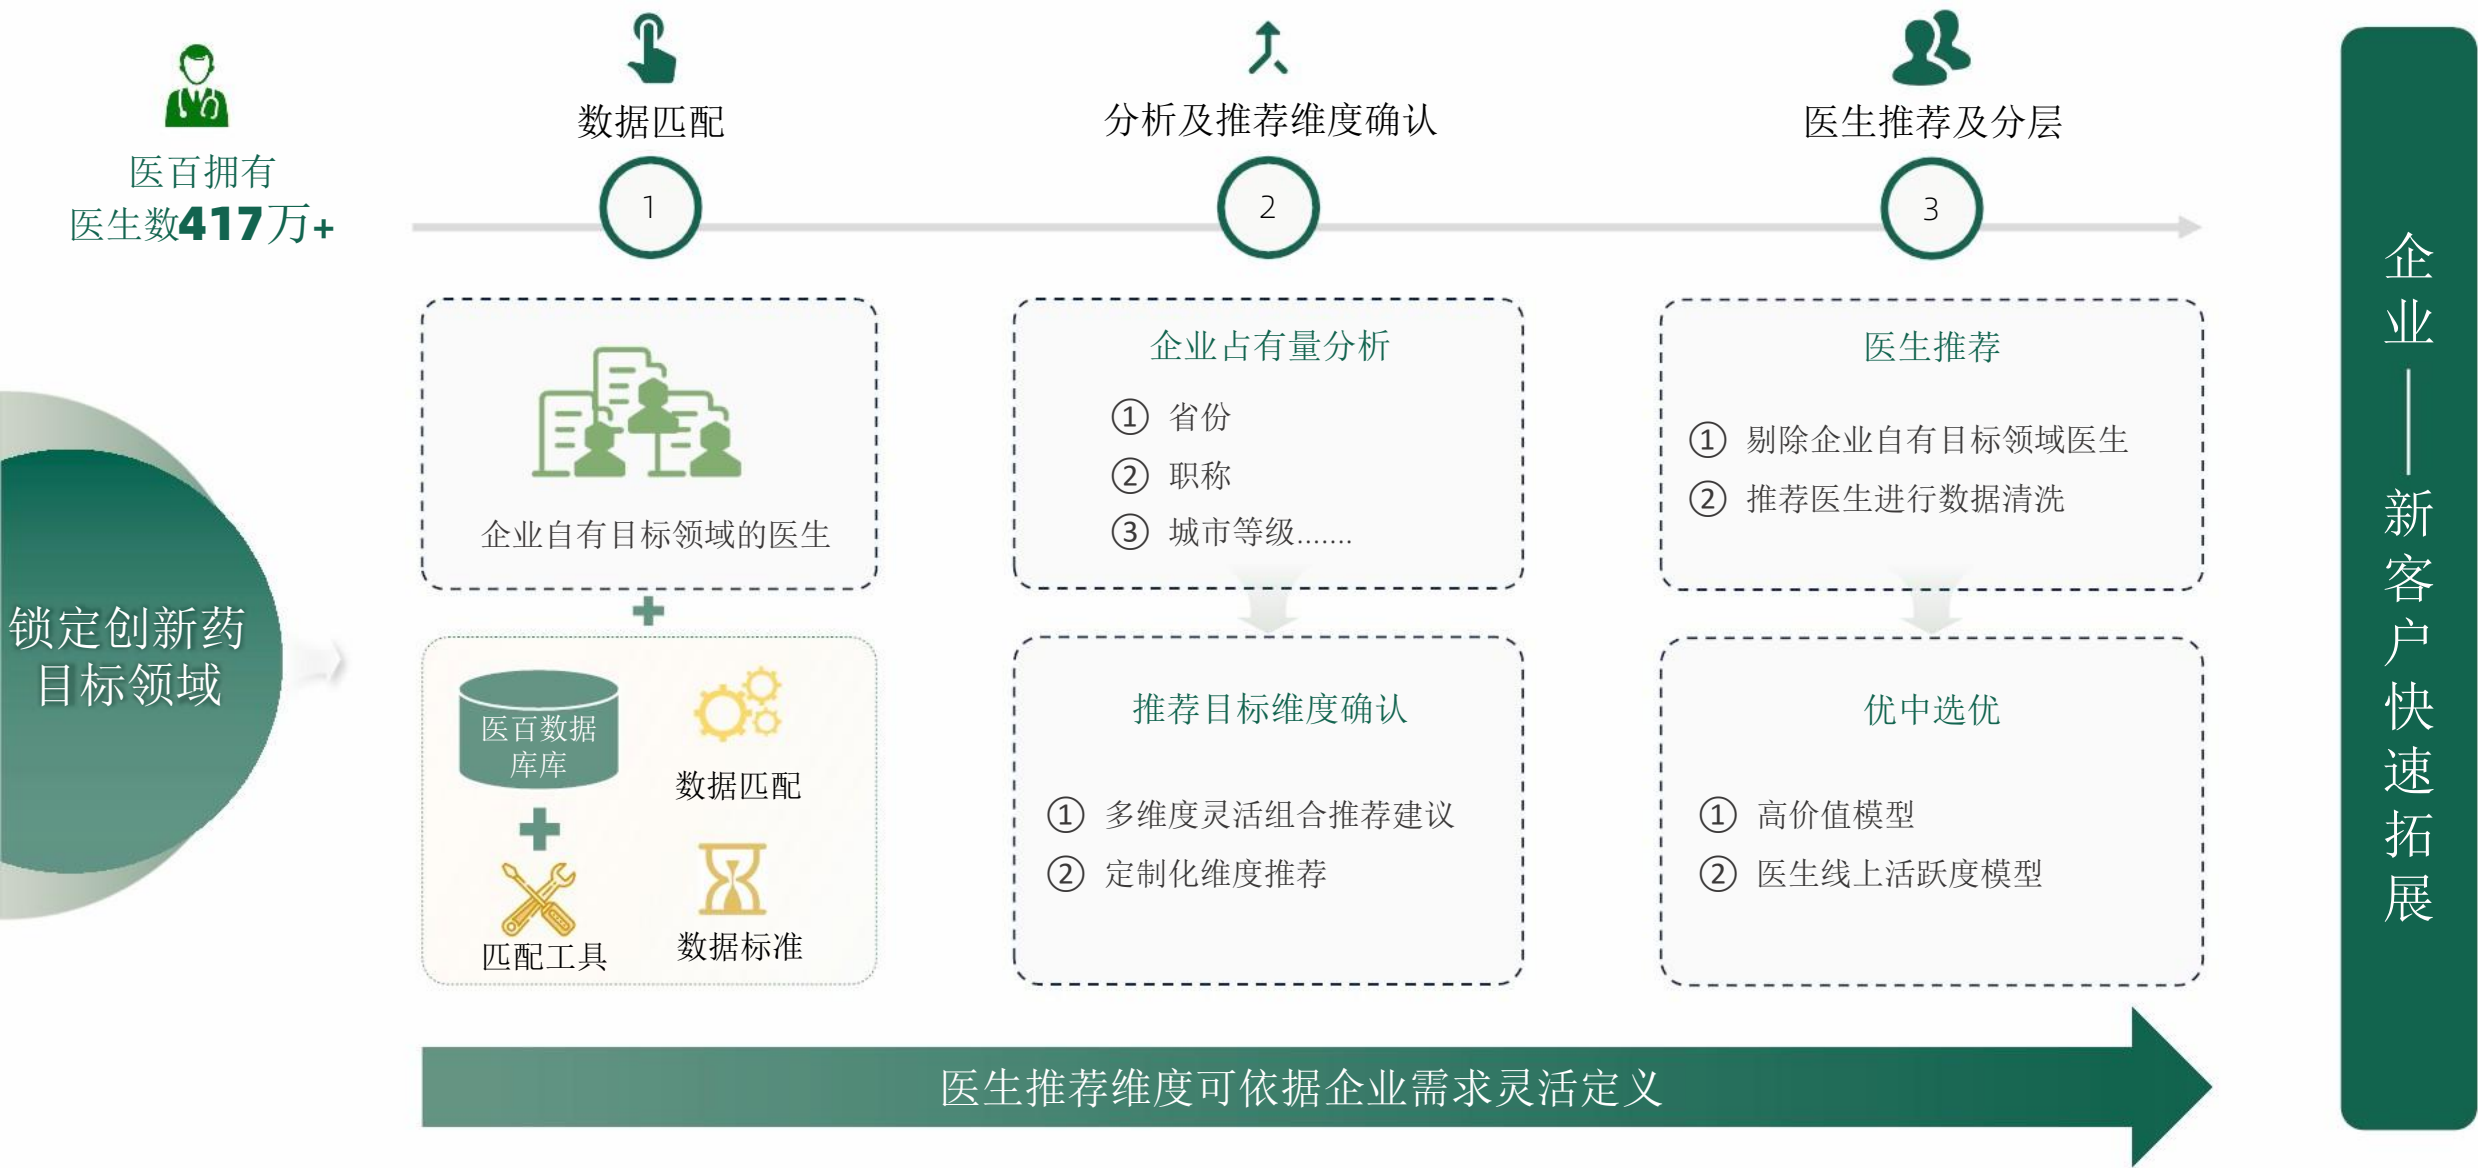 医百拥有
医生数417万+
数据匹配
1
分析及推荐维度确认
2
医生推荐及分层
3
锁定创新药
目标领域
企业自有目标领域的医生
医百数据
库库
数据匹配
匹配工具
数据标准
企业占有量分析
① 省份
② 职称
③ 城市等级.......
推荐目标维度确认
① 多维度灵活组合推荐建议
② 定制化维度推荐
医生推荐
① 剔除企业自有目标领域医生
② 推荐医生进行数据清洗
优中选优
① 高价值模型
② 医生线上活跃度模型
医生推荐维度可依据企业需求灵活定义
企业——新客户快速拓展